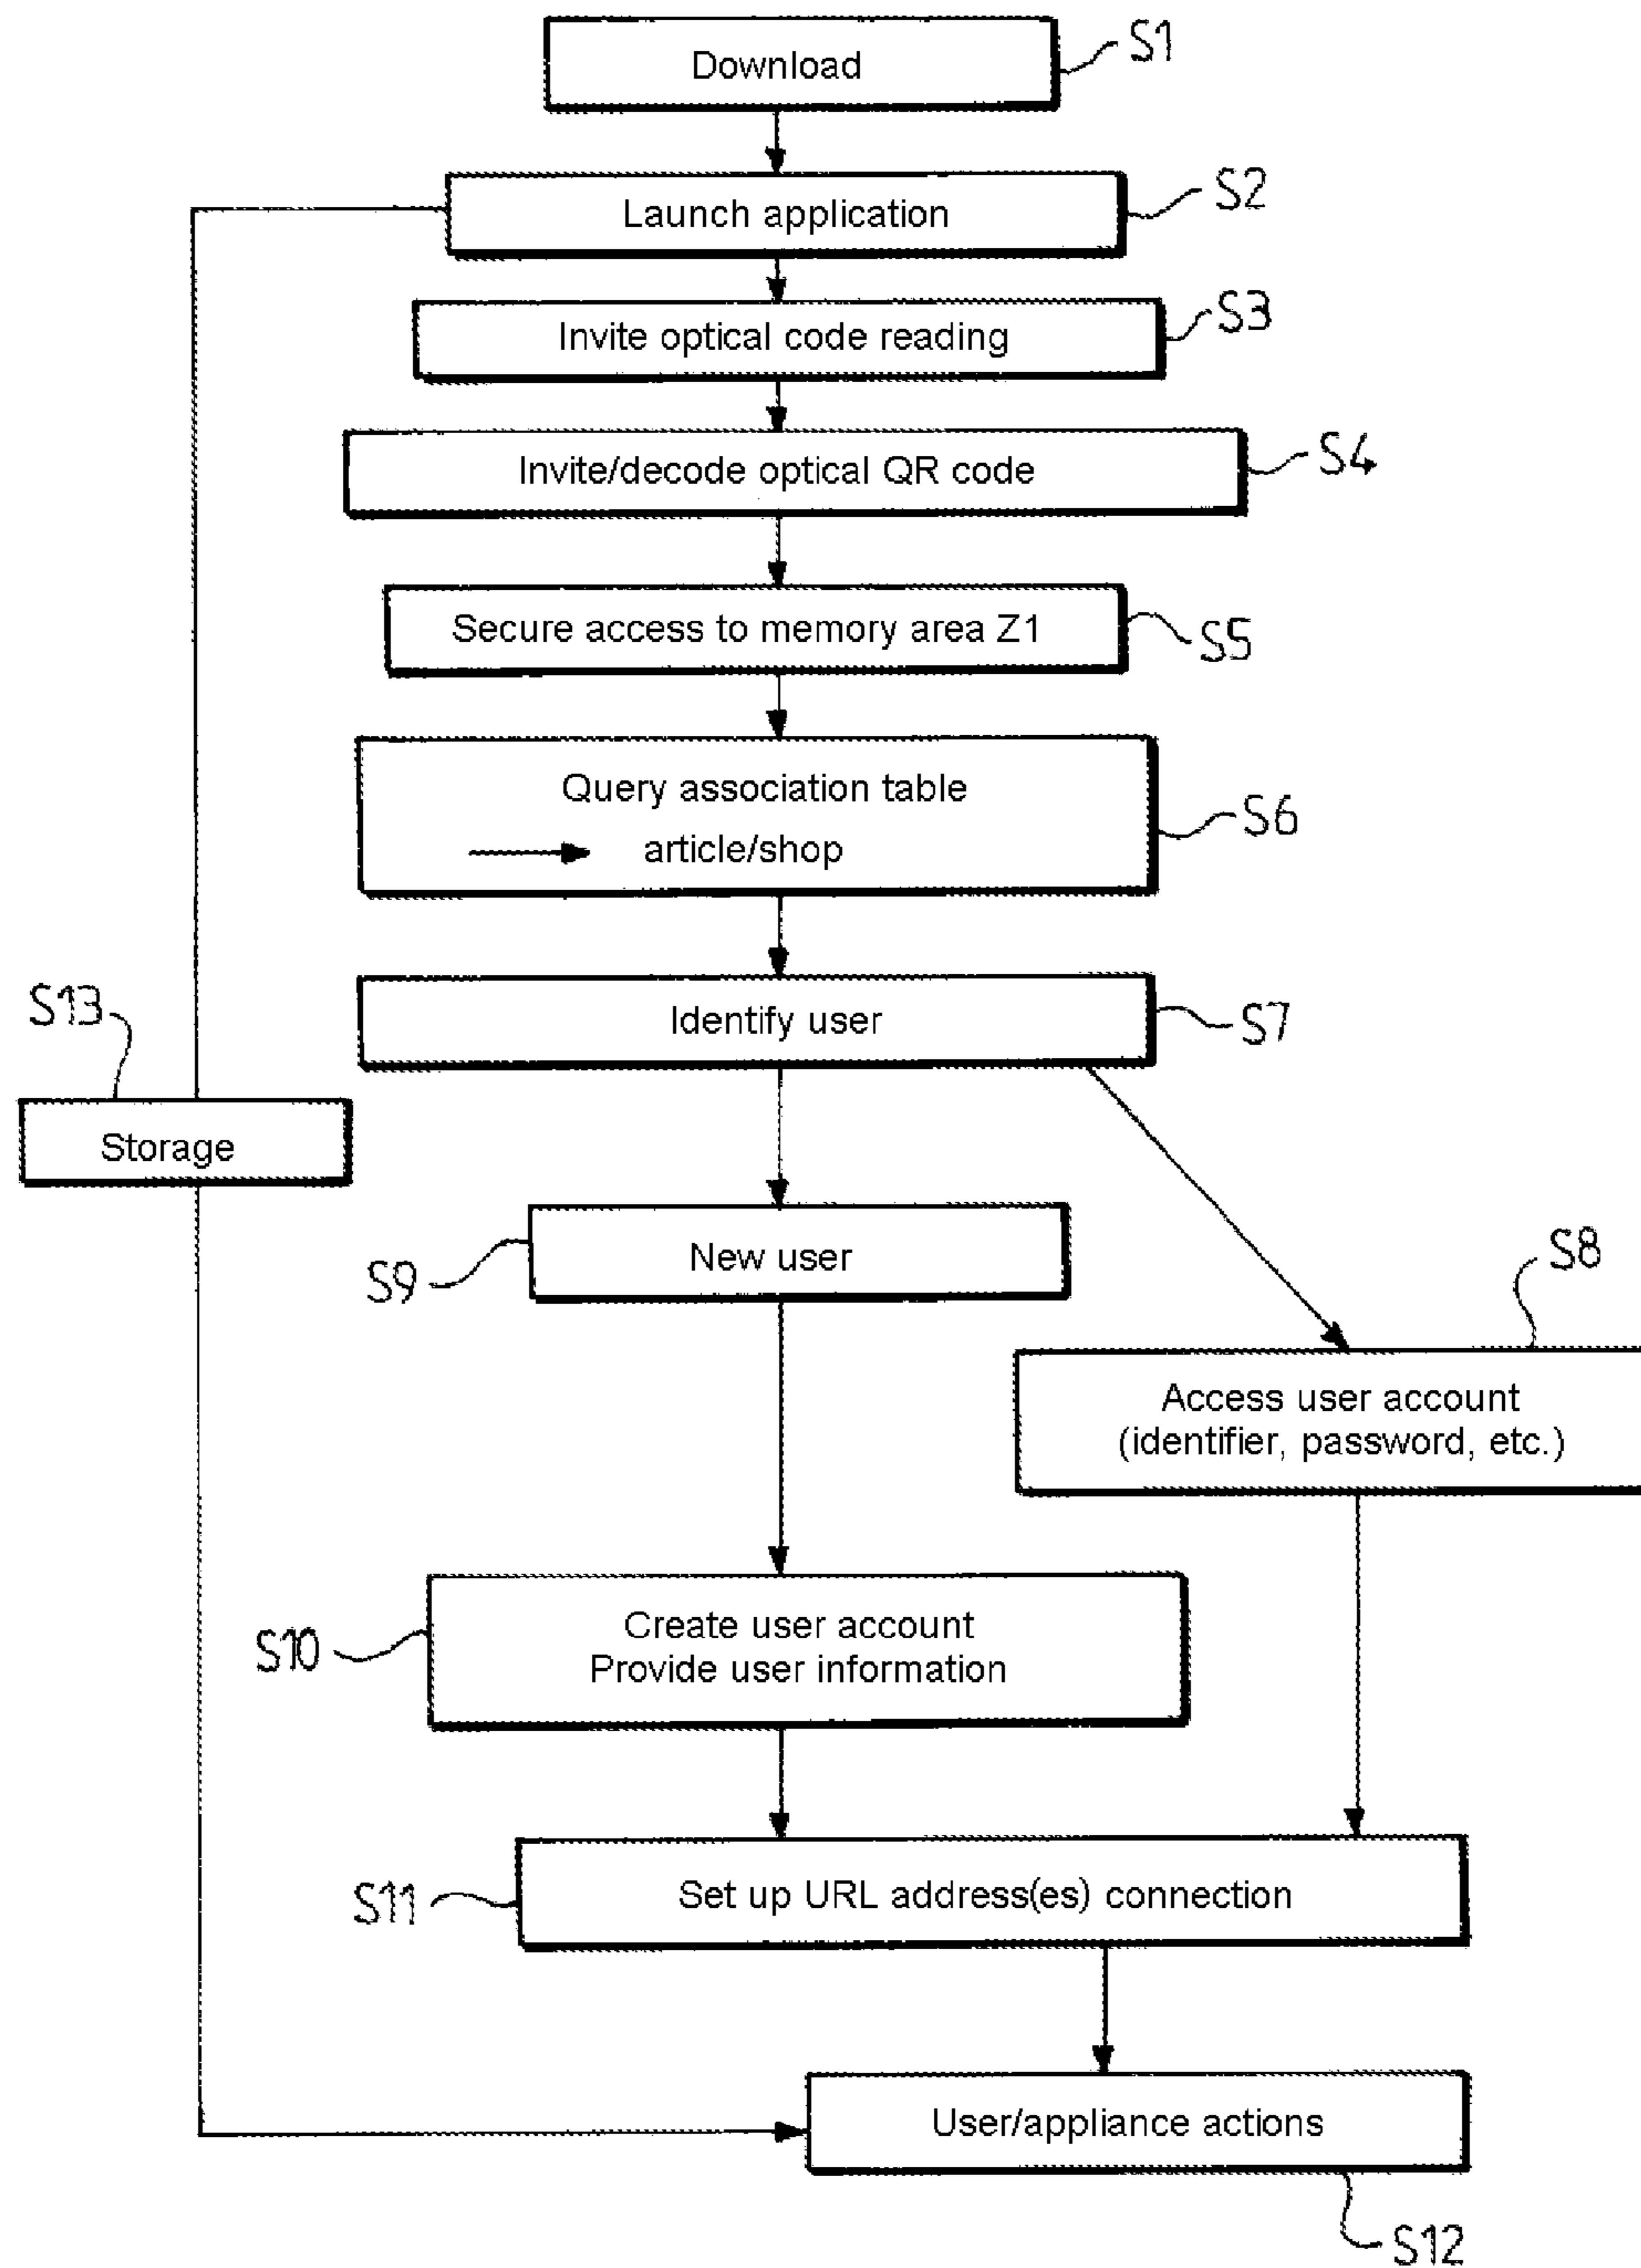 Download
S1
Launch application
S2
Invite optical code reading
S3
Invite/decode optical QR code
S4
Secure access to memory area Z1
S5
Query association table
article/shop
S6
Identify user
S7
S13
Storage
New user
S9
S8
Access user account
(identifier, password, etc.)
Create user account
Provide user information
S10
Set up URL address(es) connection
S11
User/appliance actions
S12